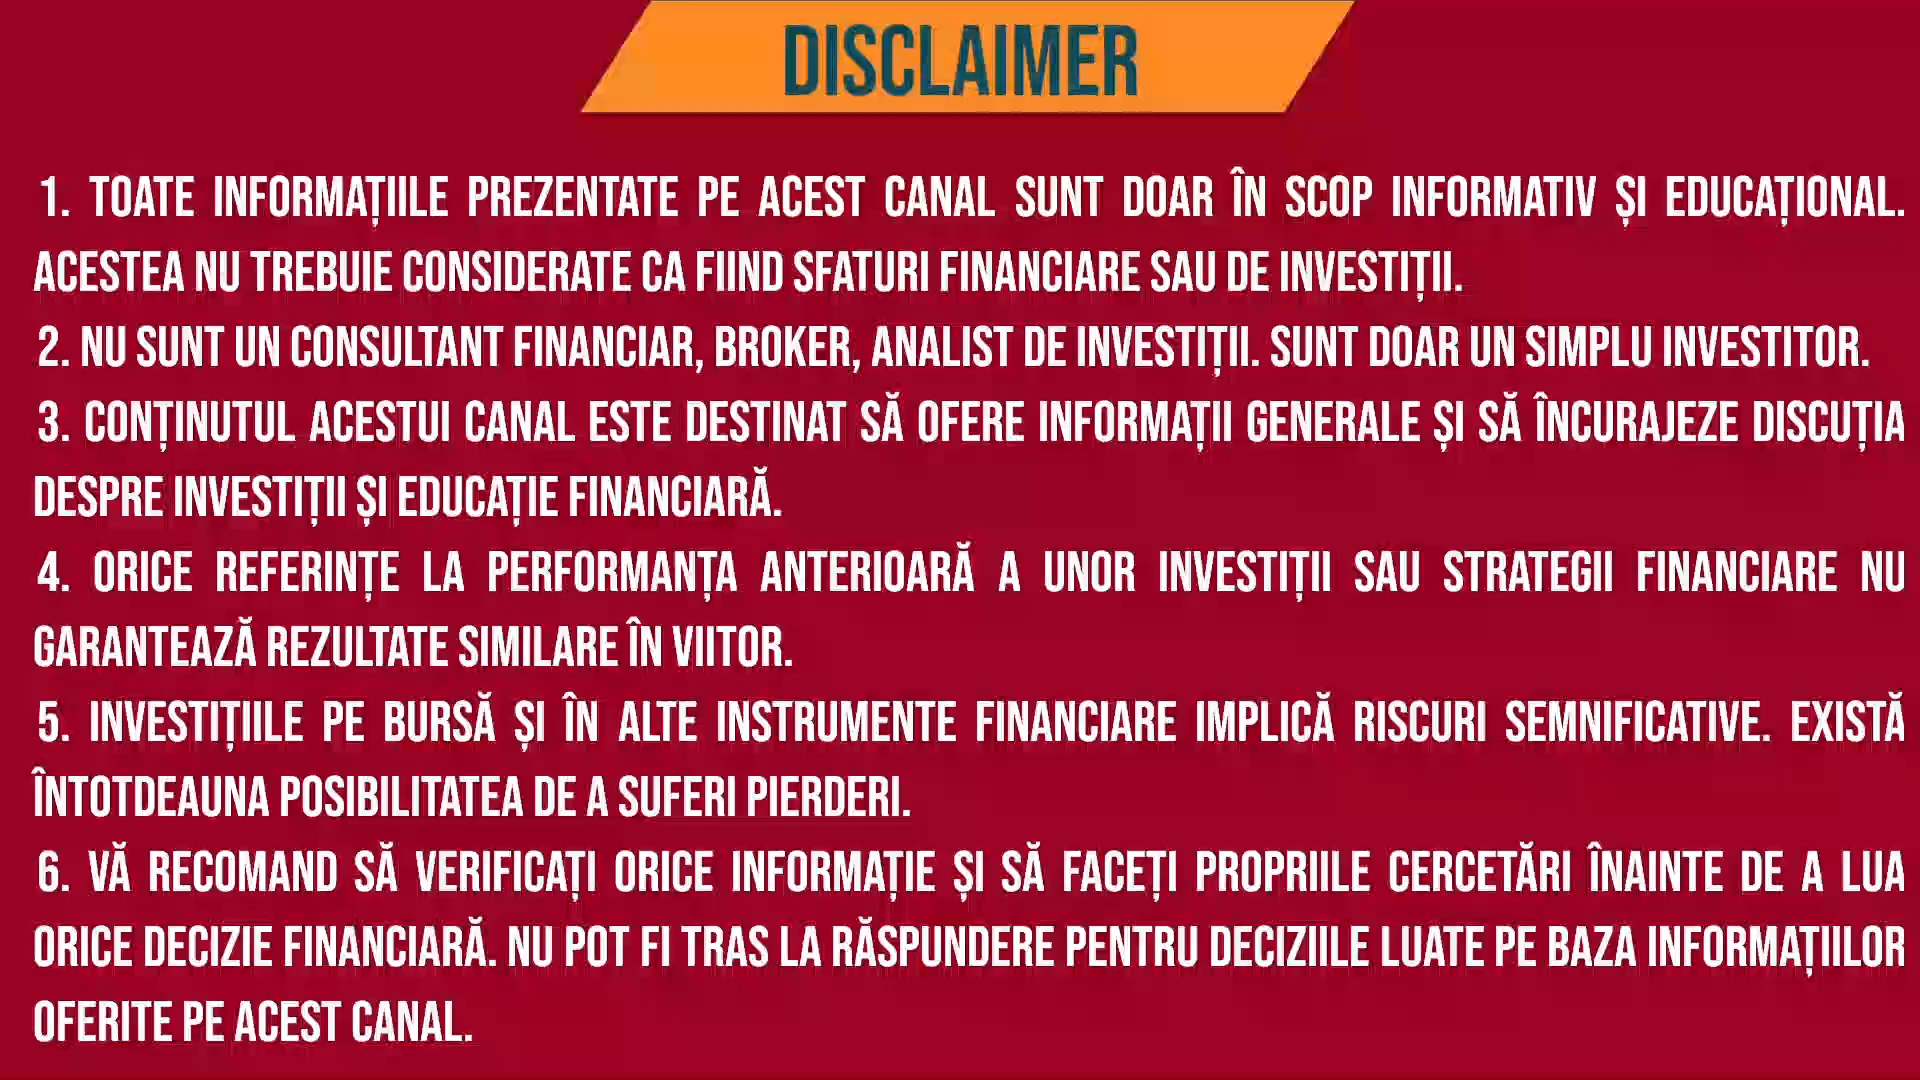 DISCLAIMER
1. TOATE INFORMAȚIILE PREZENTATE PE ACEST CANAL SUNT DOAR ÎN SCOP INFORMATIV ȘI EDUCAȚIONAL.
ACESTEA NU TREBUIE CONSIDERATE CA FIIND SFATURI FINANCIARE SAU DE INVESTIȚII.
2. NU SUNT UN CONSULTANT FINANCIAR, BROKER, ANALIST DE INVESTIȚII. SUNT DOAR UN SIMPLU INVESTITOR.
3. CONȚINUTUL ACESTUI CANAL ESTE DESTINAT SĂ OFERE INFORMAȚII GENERALE ȘI SĂ ÎNCURAJEZE DISCUȚIA
DESPRE INVESTIȚII ȘI EDUCAȚIE FINANCIARĂ.
4. ORICE REFERINȚE LA PERFORMANȚA ANTERIOARĂ A UNOR INVESTIȚII SAU STRATEGII FINANCIARE NU
GARANTEAZĂ REZULTATE SIMILARE ÎN VIITOR.
5. INVESTIȚIILE PE BURSĂ ȘI ÎN ALTE INSTRUMENTE FINANCIARE IMPLICĂ RISCURI SEMNIFICATIVE. EXISTĂ
ÎNTOTDEAUNA POSIBILITATEA DE A SUFERI PIERDERI.
6. VĂ RECOMAND SĂ VERIFICAȚI ORICE INFORMAȚIE ȘI SĂ FACEȚI PROPRIILE CERCETĂRI ÎNAINTE DE A LUA
ORICE DECIZIE FINANCIARĂ. NU POT FI TRAS LA RĂSPUNDERE PENTRU DECIZIILE LUATE PE BAZA INFORMAȚIILOR
OFERITE PE ACEST CANAL.